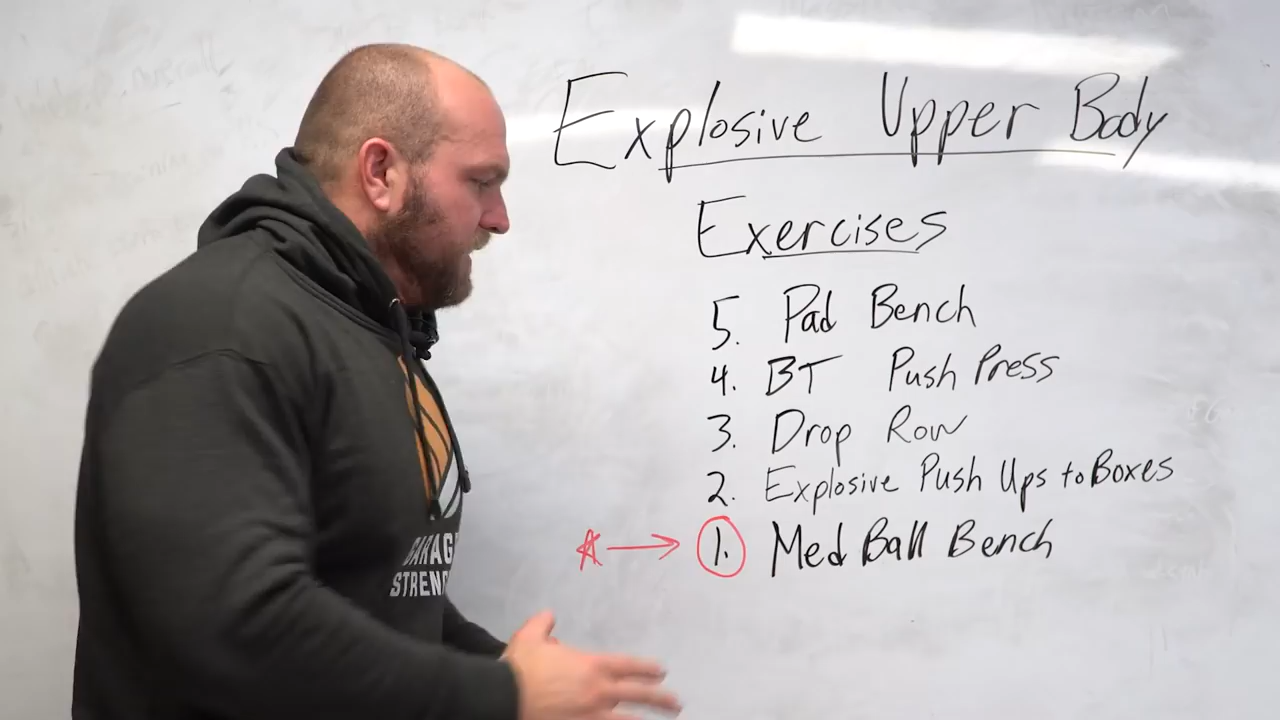 Explosive Upper Body
Exercises
5. Pad Bench
4. BT Push Press
3. Drop Row
2. Explosive Push Ups to Boxes
1. Med Ball Bench